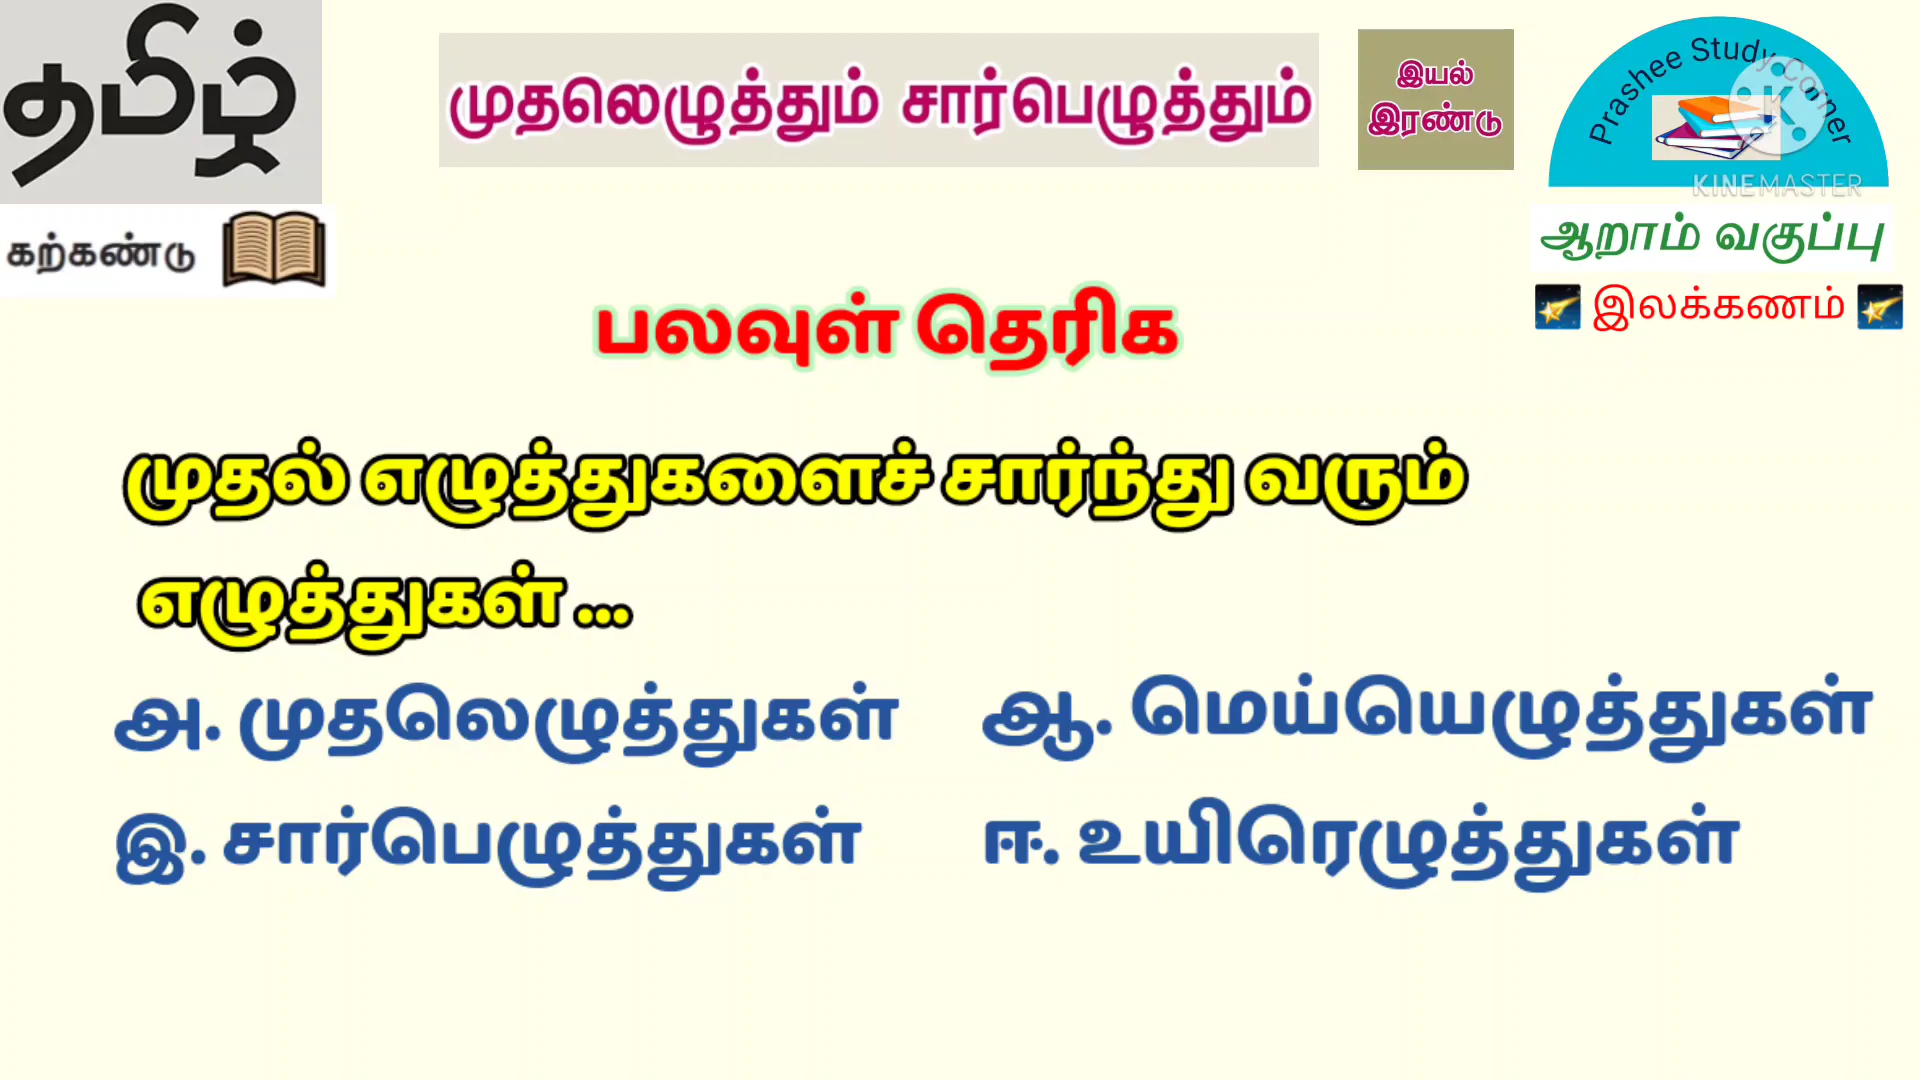 தமிழ்
முதலெழுத்தும் சார்பெழுத்தும்
இயல்
இரண்டு
Prashee Study Corner
KINEMASTER
கற்கண்டு
ஆறாம் வகுப்பு
இலக்கணம்
பலவுள் தெரிக
முதல் எழுத்துகளைச் சார்ந்து வரும்
எழுத்துகள் ...
அ. முதலெழுத்துகள் ஆ. மெய்யெழுத்துகள்
இ. சார்பெழுத்துகள் ஈ. உயிரெழுத்துகள்